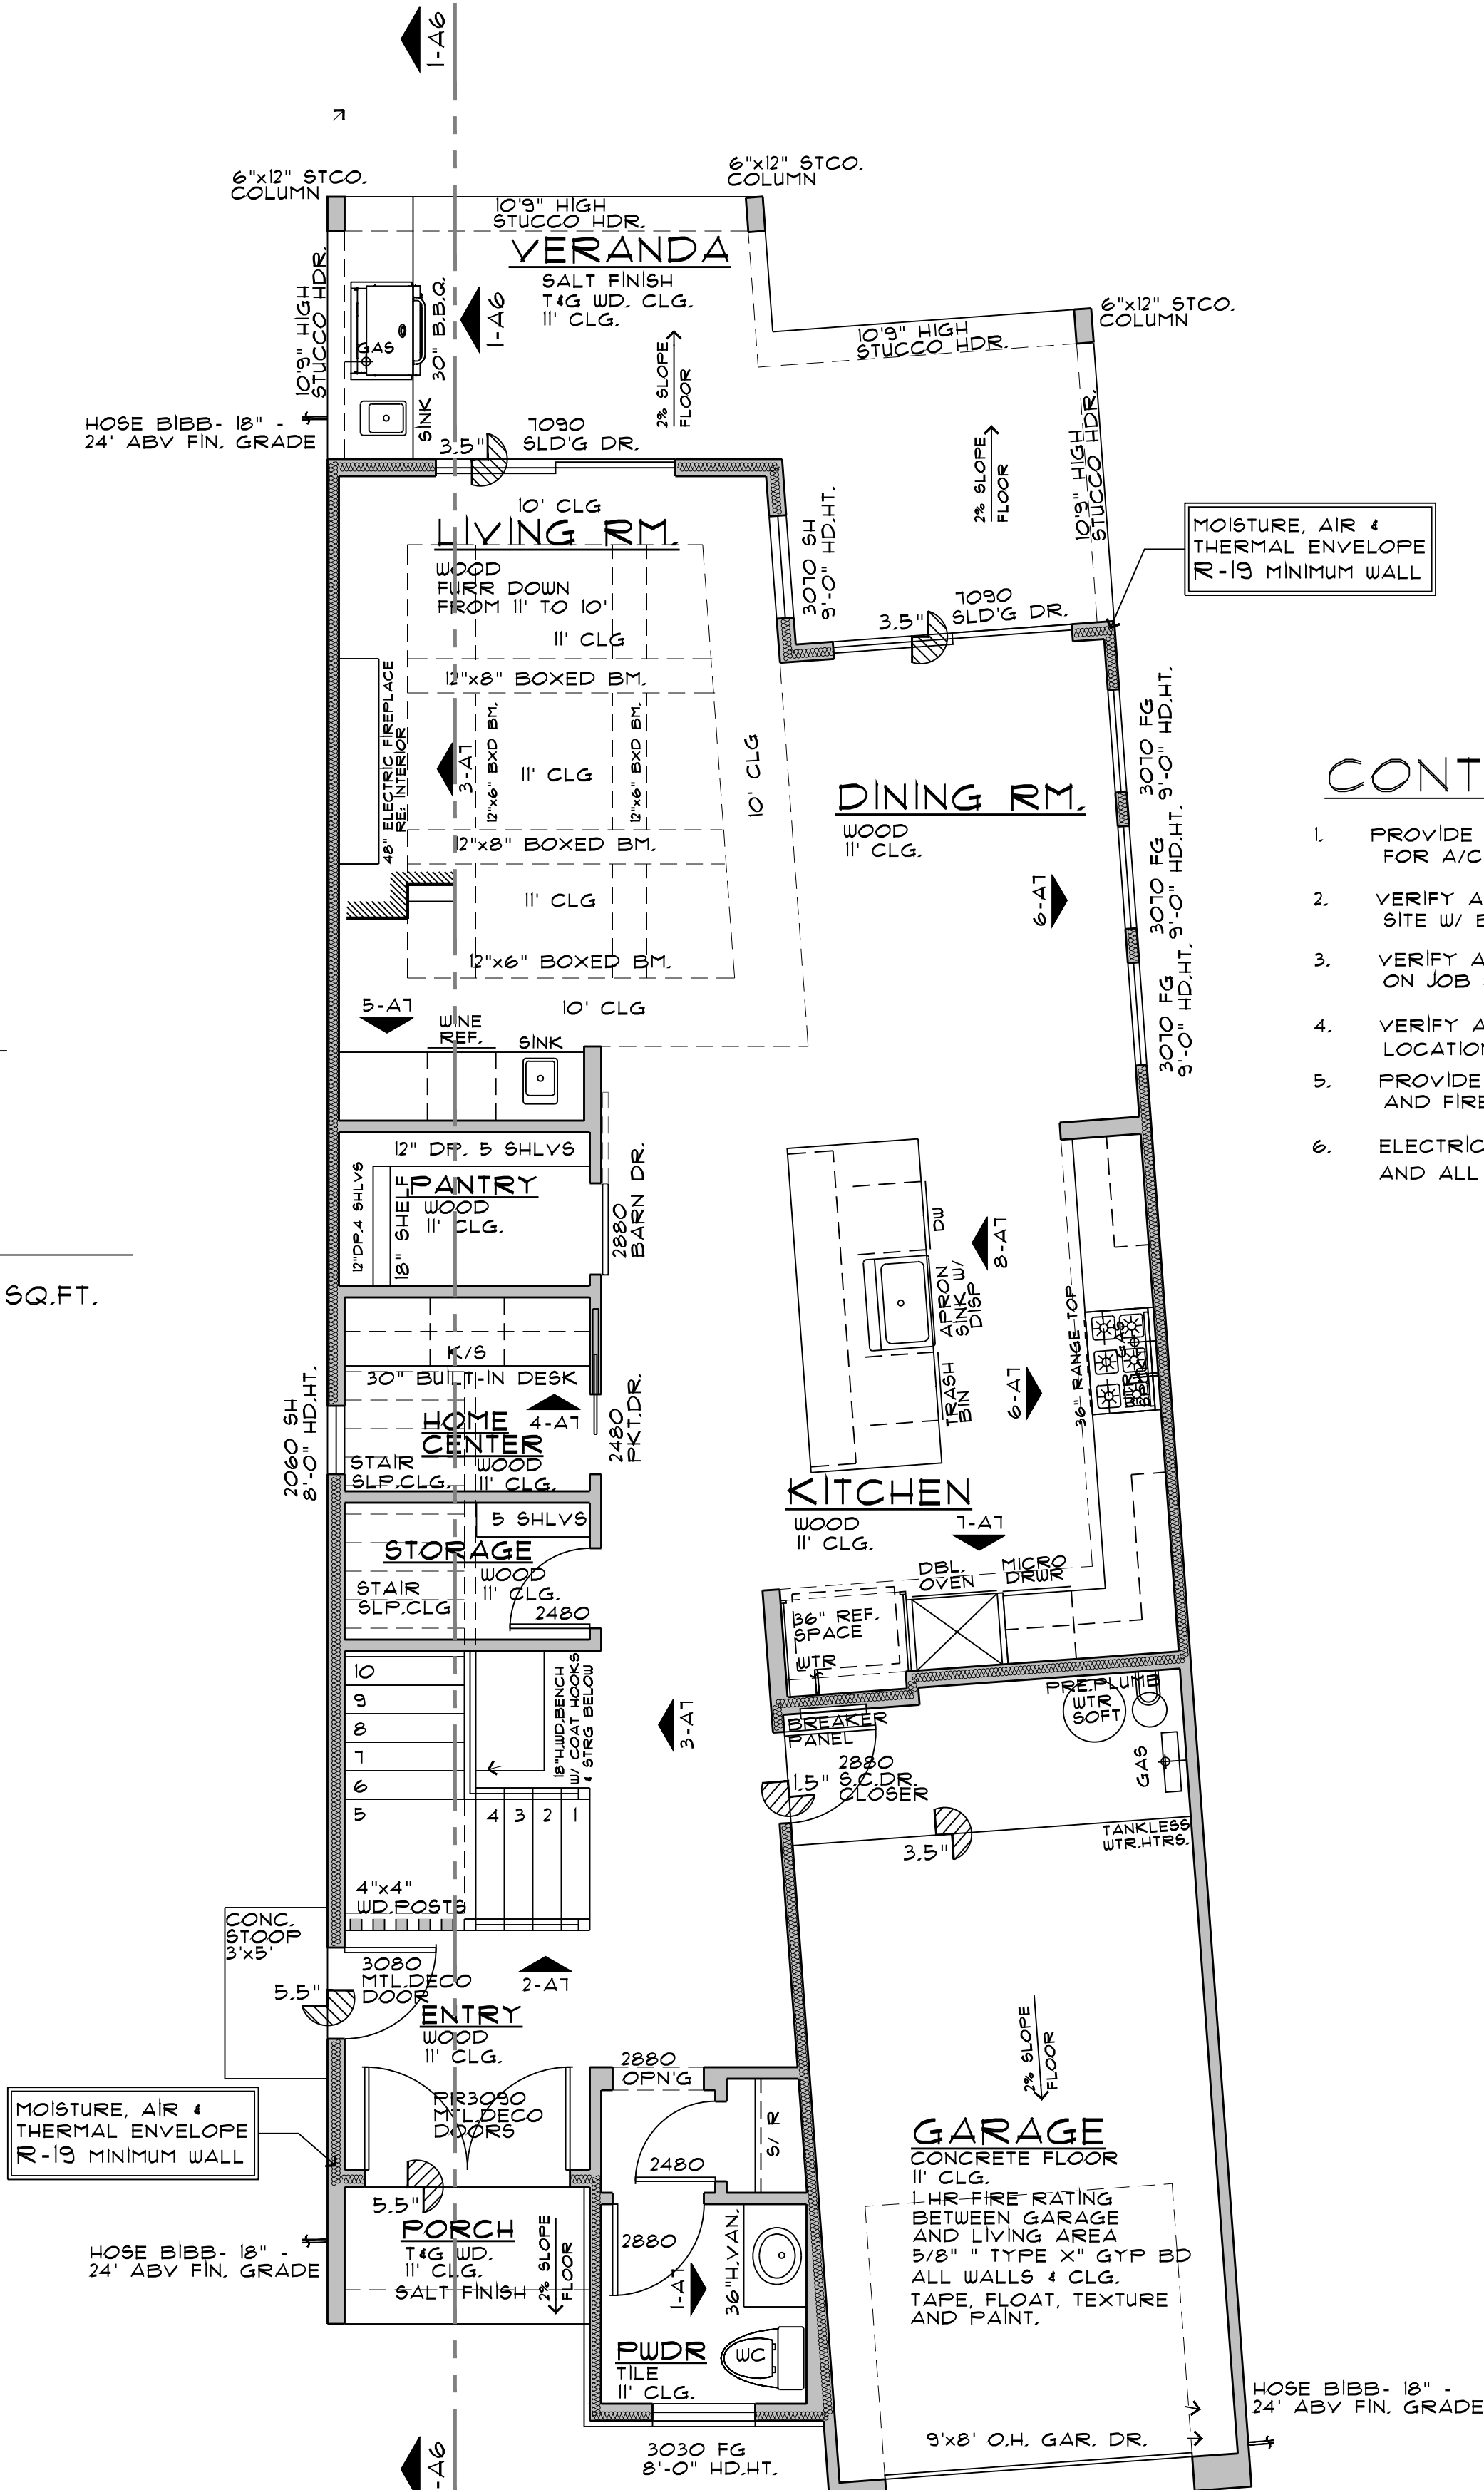 1-A6
6"x12" STCO.
COLUMN
6"x12" STCO.
COLUMN
10'9" HIGH
STUCCO HDR.
VERANDA
SALT FINISH
T&G WD. CLG.
11' CLG.
10'9" HIGH
STUCCO HDR.
30" B.B.Q.
GAS
1-A6
SINK
2% SLOPE
FLOOR
6"x12" STCO.
COLUMN
10'9" HIGH
STUCCO HDR.
10'9" HIGH
STUCCO HDR.
2% SLOPE
FLOOR
HOSE BIBB- 18" -
24' ABV FIN. GRADE
3.5"
7090
SLD'G DR.
10' CLG
LIVING RM.
WOOD
FURR DOWN
FROM 11' TO 10'
11' CLG
3070 SH
9'-0" HD.HT.
3.5"
7090
SLD'G DR.
MOISTURE, AIR &
THERMAL ENVELOPE
R-19 MINIMUM WALL
12"x8" BOXED BM.
48" ELECTRIC FIREPLACE
RE: INTERIOR
3-A7
12"x6" BXD BM.
12"x6" BXD BM.
11' CLG
10' CLG
12"x8" BOXED BM.
11' CLG
12"x6" BOXED BM.
10' CLG
DINING RM.
WOOD
11' CLG.
3070 FG
9'-0" HD.HT.
3070 FG
9'-0" HD.HT.
3070 FG
9'-0" HD.HT.
6-A7
CONT
1. PROVIDE
FOR A/C
2. VERIFY A
SITE W/ E
3. VERIFY A
ON JOB
4. VERIFY A
LOCATION
5. PROVIDE
AND FIRE
6. ELECTRIC
AND ALL
5-A7
WINE
REF.
SINK
12" DP. 5 SHLVS
PANTRY
WOOD
11' CLG.
12"DP.4 SHLVS
18" SHELF
2880
BARN DR.
SQ.FT.
K/S
30" BUILT-IN DESK
HOME
CENTER
4-A7
WOOD
11' CLG.
STAIR
SLP.CLG.
2060 SH
8'-0" HD.HT.
2480
PKT.DR.
DW
8-A7
APRON
SINK W/
DISP
TRASH
BIN
6-A7
36" RANGE TOP
GAS
KITCHEN
WOOD
11' CLG.
7-A7
DBL.
OVEN
MICRO
DRWR
36" REF.
SPACE
WTR
5 SHLVS
STORAGE
WOOD
11' CLG.
STAIR
SLP.CLG
2480
10
9
8
7
6
5
4 3 2 1
18"H.WD.BENCH
W/ COAT HOOKS
& STRG BELOW
3-A7
BREAKER
PANEL
2880
1.5" S.C.DR.
CLOSER
PRE.PLUMB
WTR
SOFT
GAS
TANKLESS
WTR.HTRS.
3.5"
4"x4"
WD.POSTS
CONC.
STOOP
3'x5'
3080
MTL.DECO
DOOR
5.5"
2-A7
ENTRY
WOOD
11' CLG.
PR3090
MTL.DECO
DOORS
2880
OPN'G
S/R
2480
MOISTURE, AIR &
THERMAL ENVELOPE
R-19 MINIMUM WALL
5.5"
PORCH
T&G WD.
11' CLG.
SALT FINISH
2% SLOPE
FLOOR
HOSE BIBB- 18" -
24' ABV FIN. GRADE
2880
1-A7
36"H.VAN.
PWDR
TILE
11' CLG.
WC
3030 FG
8'-0" HD.HT.
2% SLOPE
FLOOR
GARAGE
CONCRETE FLOOR
11' CLG.
1 HR FIRE RATING
BETWEEN GARAGE
AND LIVING AREA
5/8" " TYPE X" GYP BD
ALL WALLS & CLG.
TAPE, FLOAT, TEXTURE
AND PAINT.
9'x8' O.H. GAR. DR.
HOSE BIBB- 18" -
24' ABV FIN. GRADE
-A6